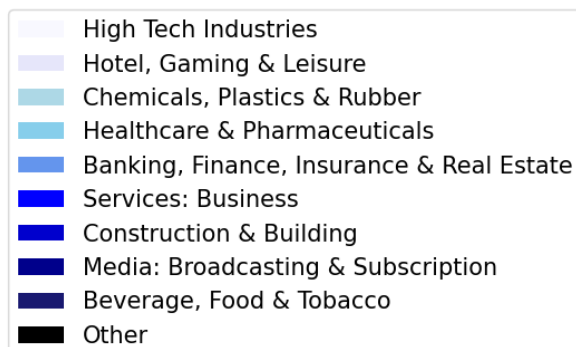 High Tech Industries
Hotel, Gaming & Leisure
Chemicals, Plastics & Rubber
Healthcare & Pharmaceuticals
Banking, Finance, Insurance & Real Estate
Services: Business
Construction & Building
Media: Broadcasting & Subscription
Beverage, Food & Tobacco
Other